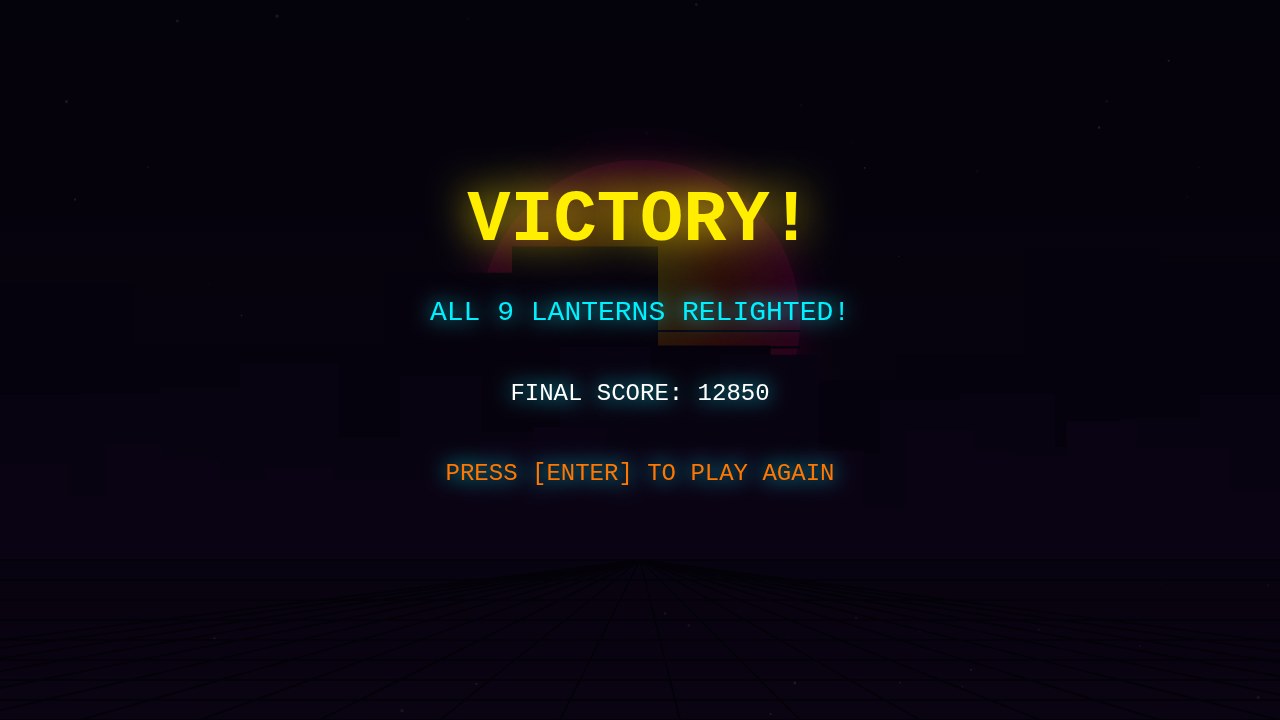 VICTORY!
ALL 9 LANTERNS RELIGHTED!
FINAL SCORE: 12850
PRESS [ENTER] TO PLAY AGAIN